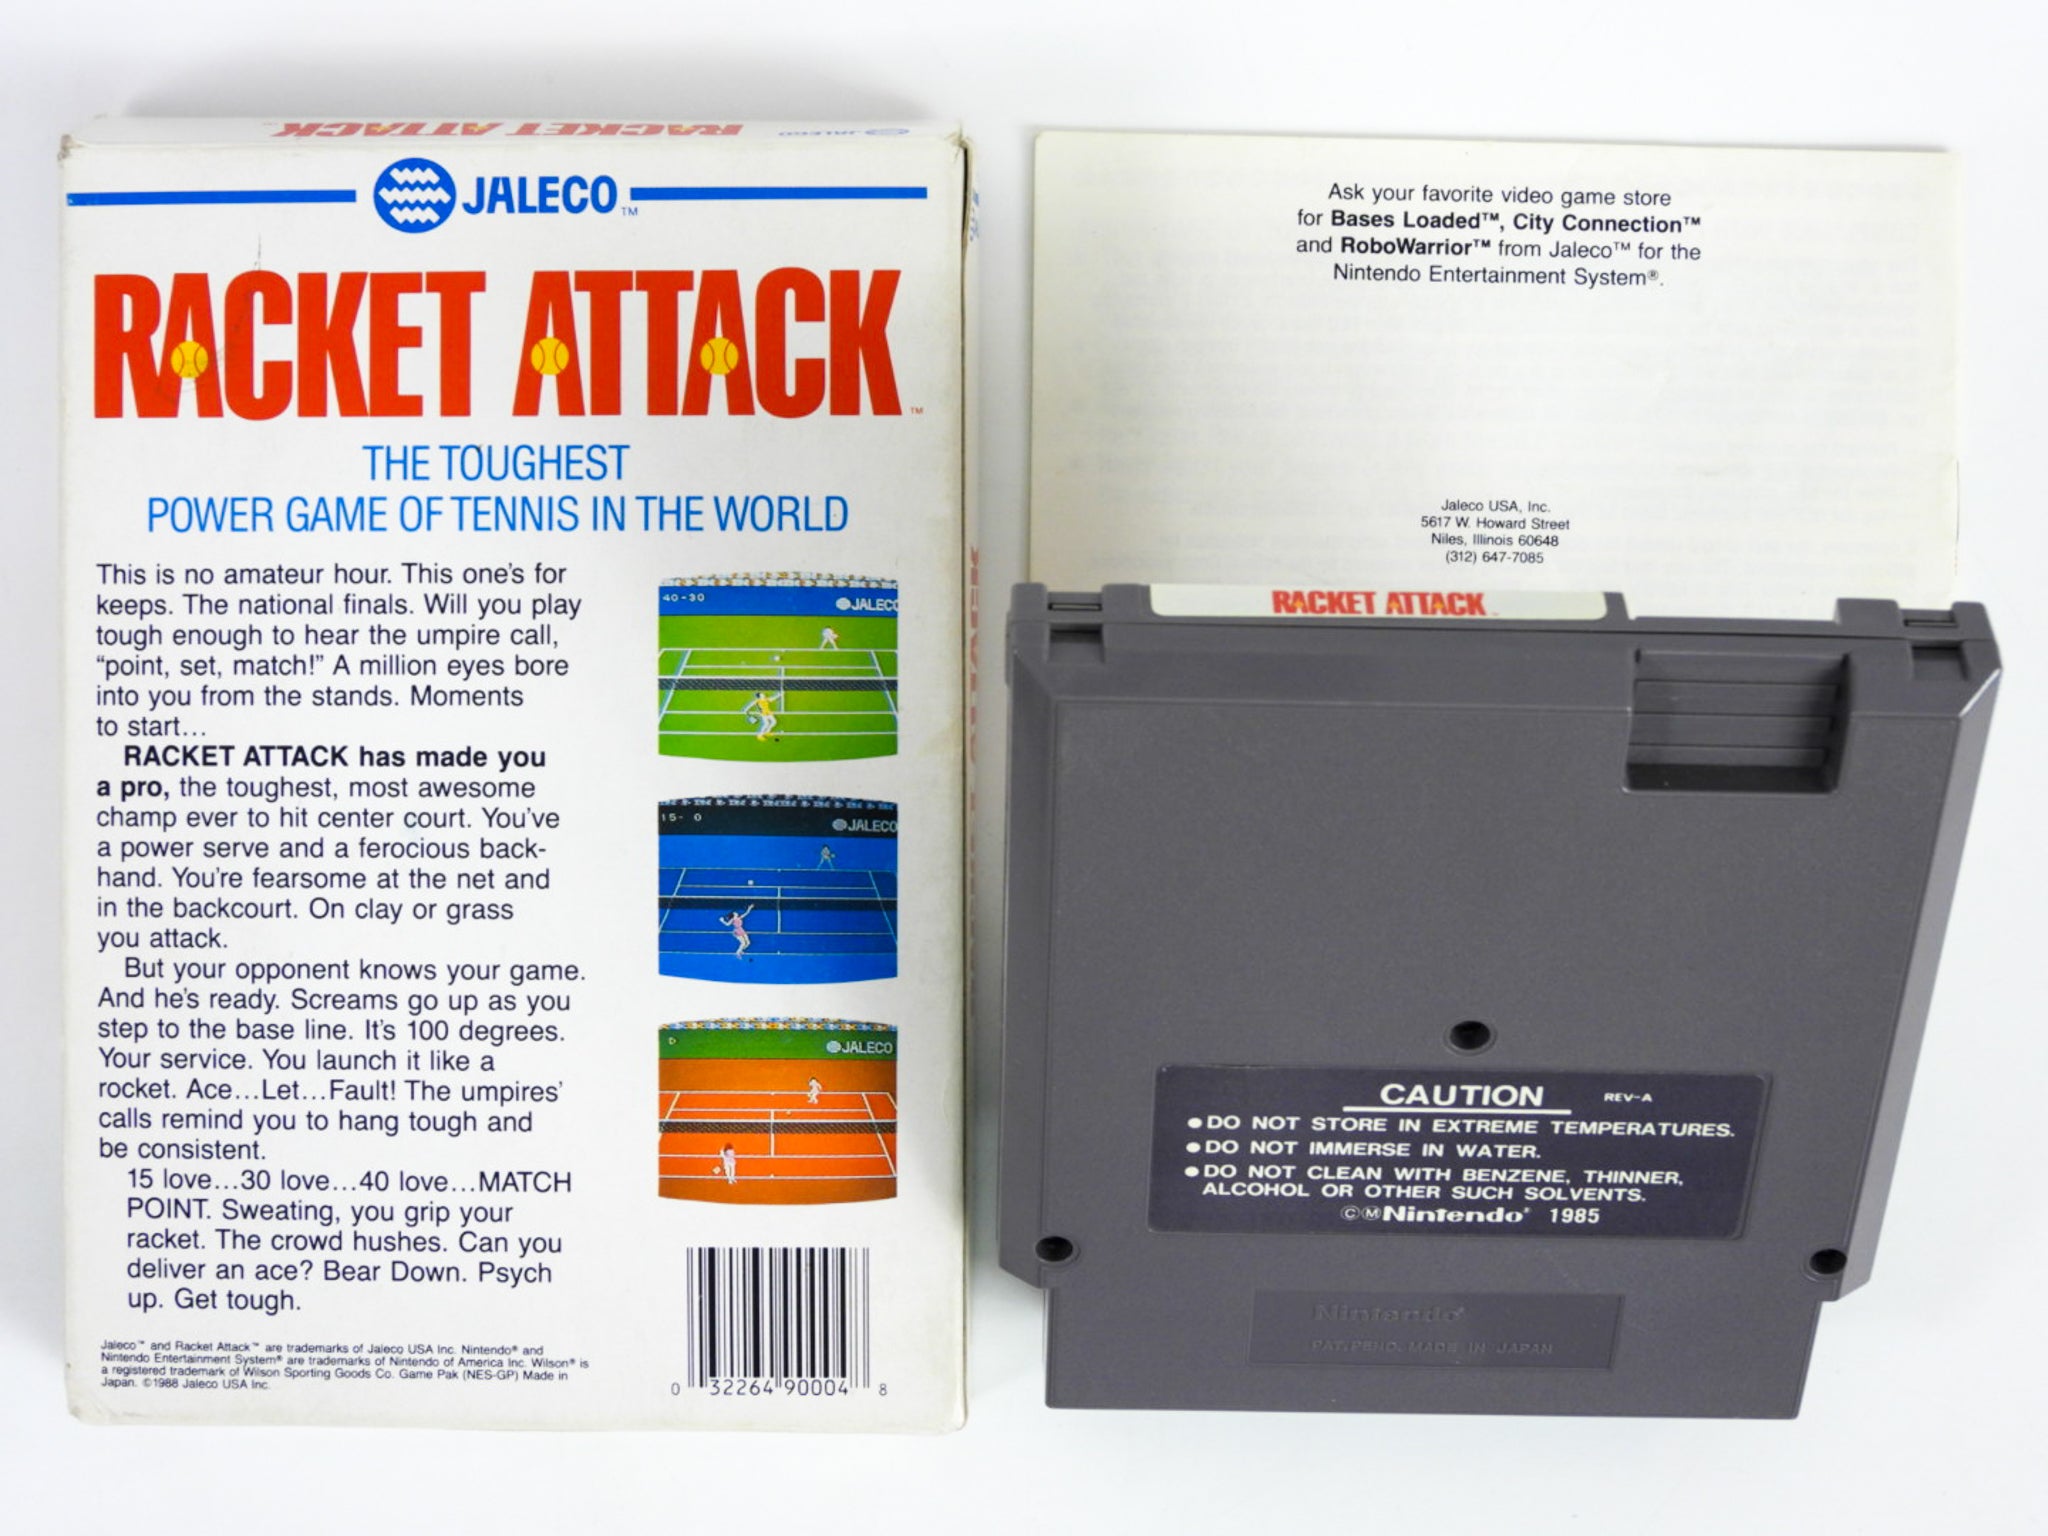 RACKET ATTACK™ JALECO
JALECO™
RACKET ATTACK™
THE TOUGHEST
POWER GAME OF TENNIS IN THE WORLD
This is no amateur hour. This one's for
keeps. The national finals. Will you play
tough enough to hear the umpire call,
“point, set, match!” A million eyes bore
into you from the stands. Moments
to start...
RACKET ATTACK has made you
a pro, the toughest, most awesome
champ ever to hit center court. You've
a power serve and a ferocious back-
hand. You're fearsome at the net and
in the backcourt. On clay or grass
you attack.
But your opponent knows your game.
And he's ready. Screams go up as you
step to the base line. It's 100 degrees.
Your service. You launch it like a
rocket. Ace...Let...Fault! The umpires'
calls remind you to hang tough and
be consistent.
15 love...30 love...40 love...MATCH
POINT. Sweating, you grip your
racket. The crowd hushes. Can you
deliver an ace? Bear Down. Psych
up. Get tough.
40-30 JALECO
15- 0 JALECO
JALECO
Jaleco™ and Racket Attack™ are trademarks of Jaleco USA Inc. Nintendo® and
Nintendo Entertainment System® are trademarks of Nintendo of America Inc. Wilson® is
a registered trademark of Wilson Sporting Goods Co. Game Pak (NES-GP) Made in
Japan. ©1988 Jaleco USA Inc.
0 32264 90004 8
Ask your favorite video game store
for Bases Loaded™, City Connection™
and RoboWarrior™ from Jaleco™ for the
Nintendo Entertainment System®.
Jaleco USA, Inc.
5617 W. Howard Street
Niles, Illinois 60648
(312) 647-7085
RACKET ATTACK
CAUTION REV-A
●DO NOT STORE IN EXTREME TEMPERATURES.
●DO NOT IMMERSE IN WATER.
●DO NOT CLEAN WITH BENZENE, THINNER,
ALCOHOL OR OTHER SUCH SOLVENTS.
©ⓂNintendo® 1985
Nintendo®
PAT.PEND. MADE IN JAPAN